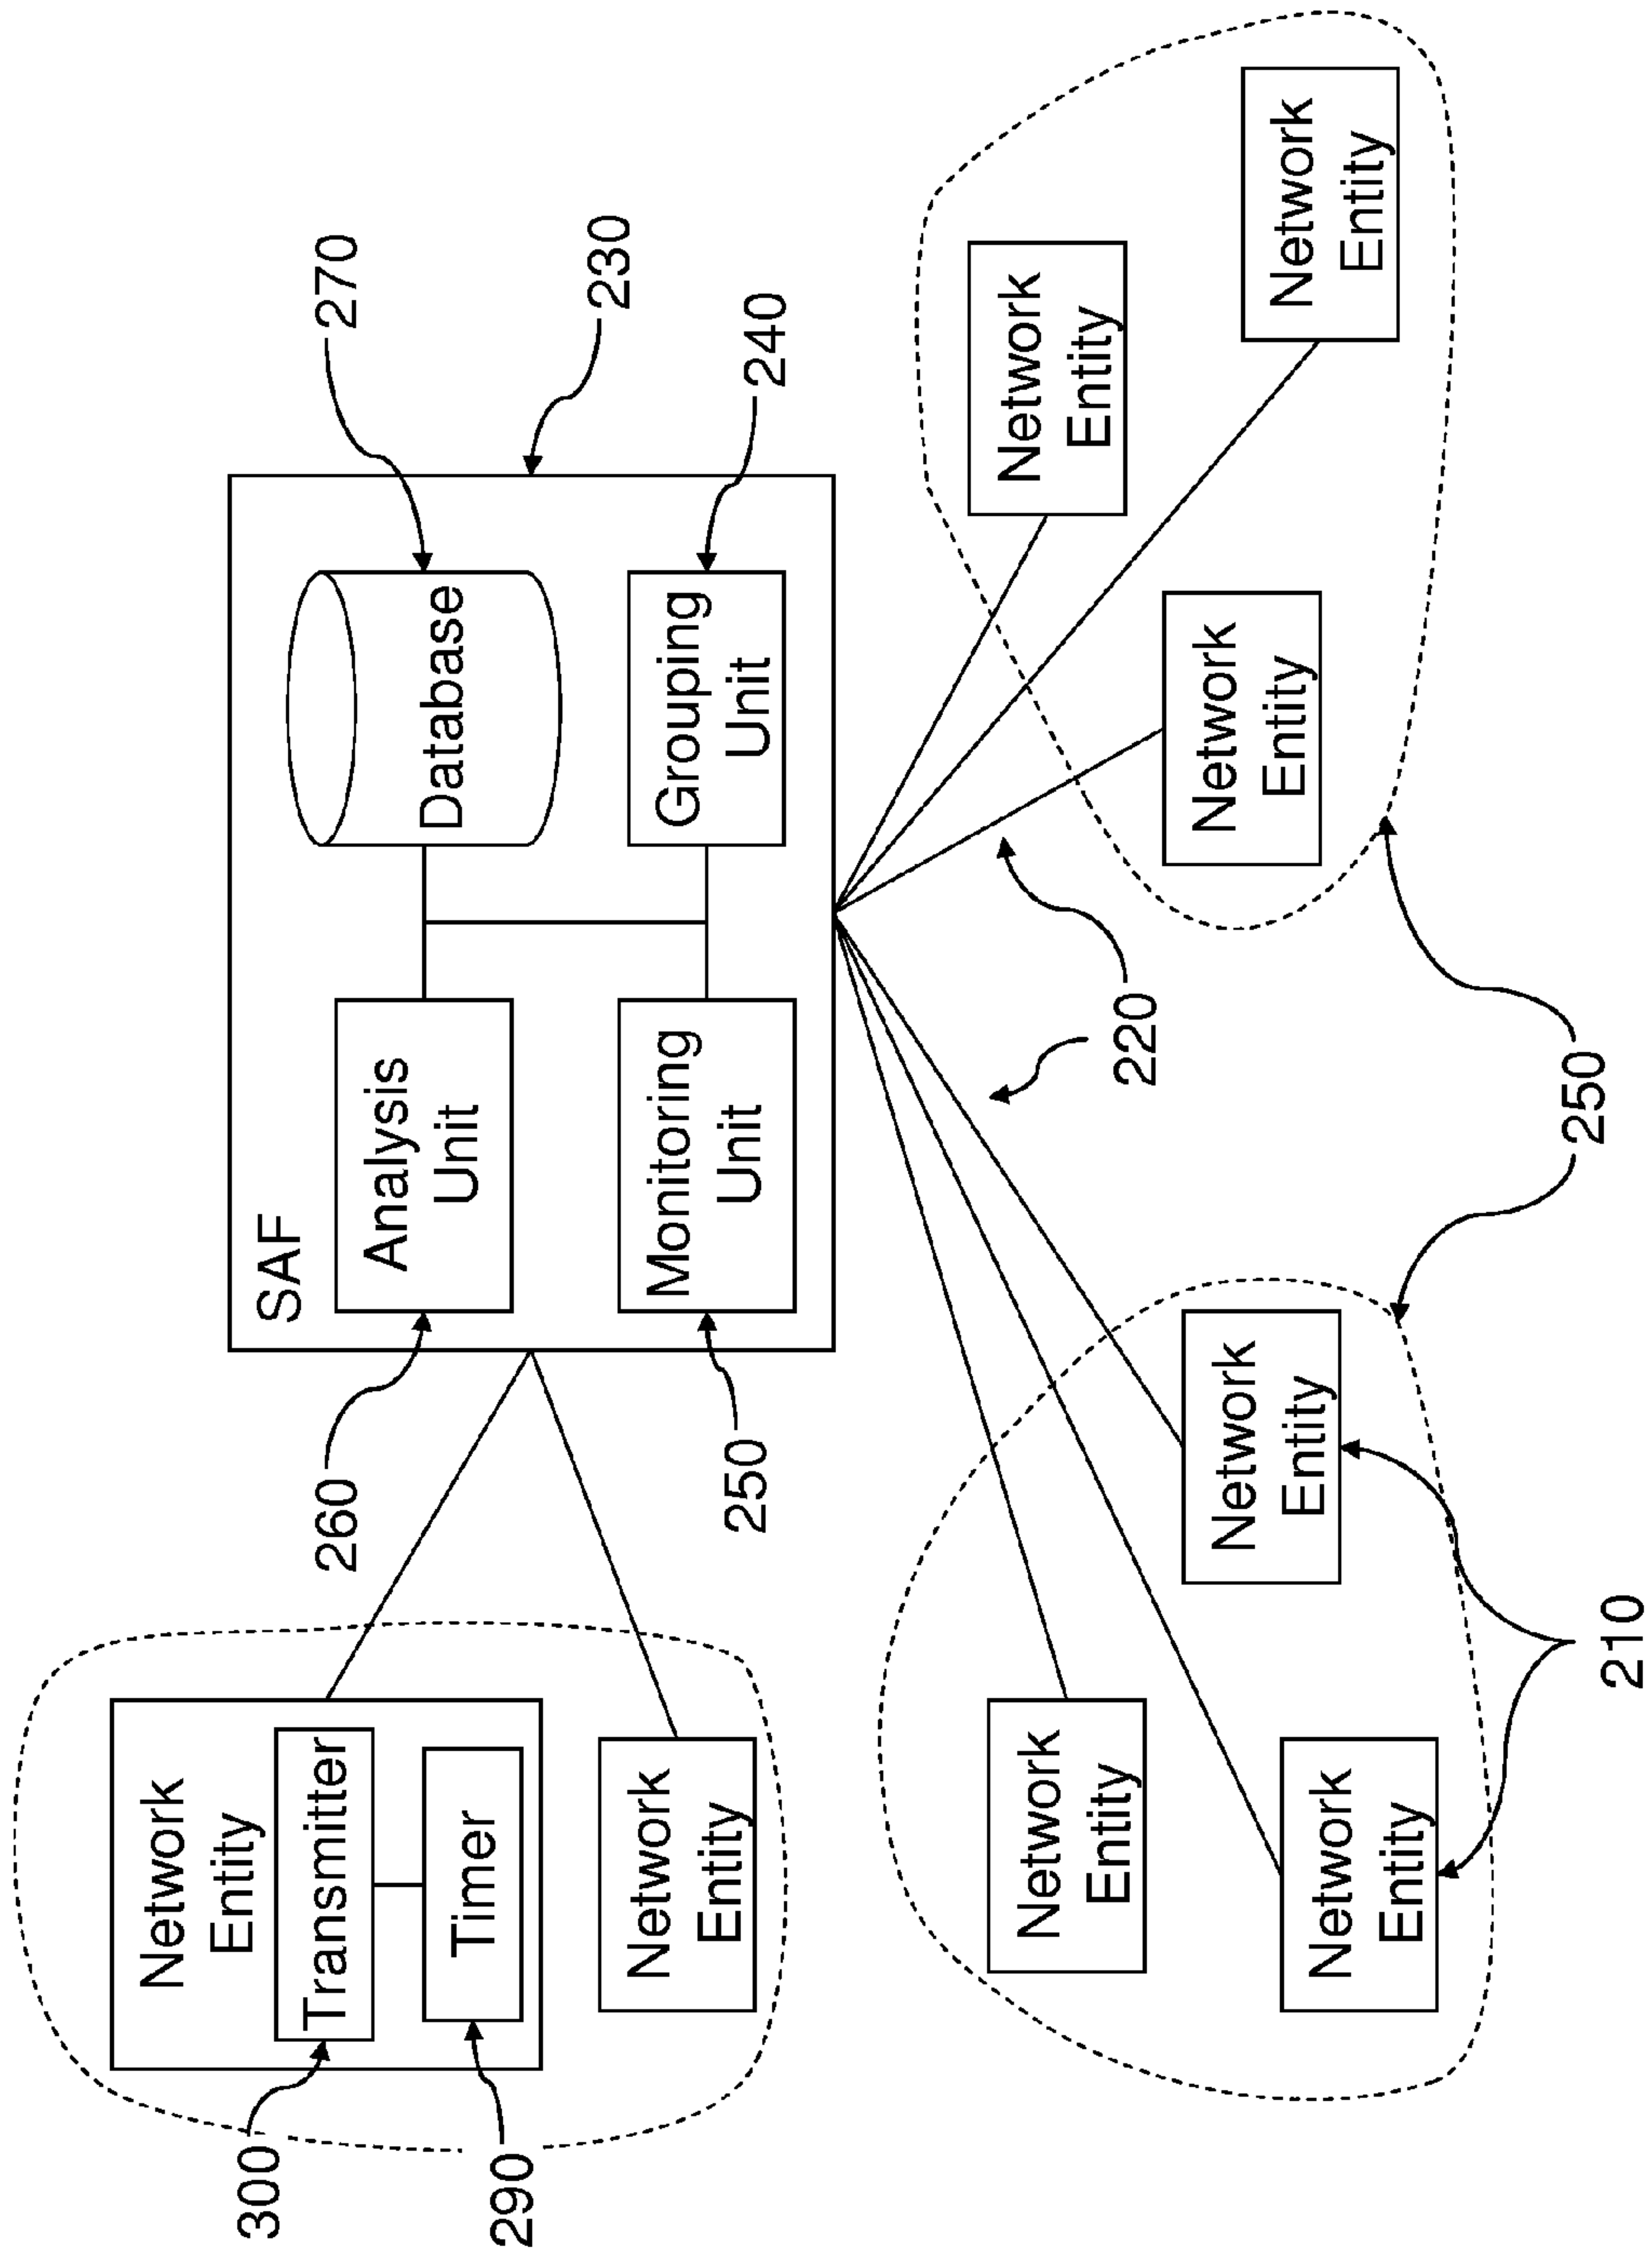 300
290
Network
Entity
Transmitter
Timer
Network
Entity
260
250
SAF
Analysis
Unit
Monitoring
Unit
Database
Grouping
Unit
270
230
240
220
Network
Entity
Network
Entity
Network
Entity
210
250
Network
Entity
Network
Entity
Network
Entity